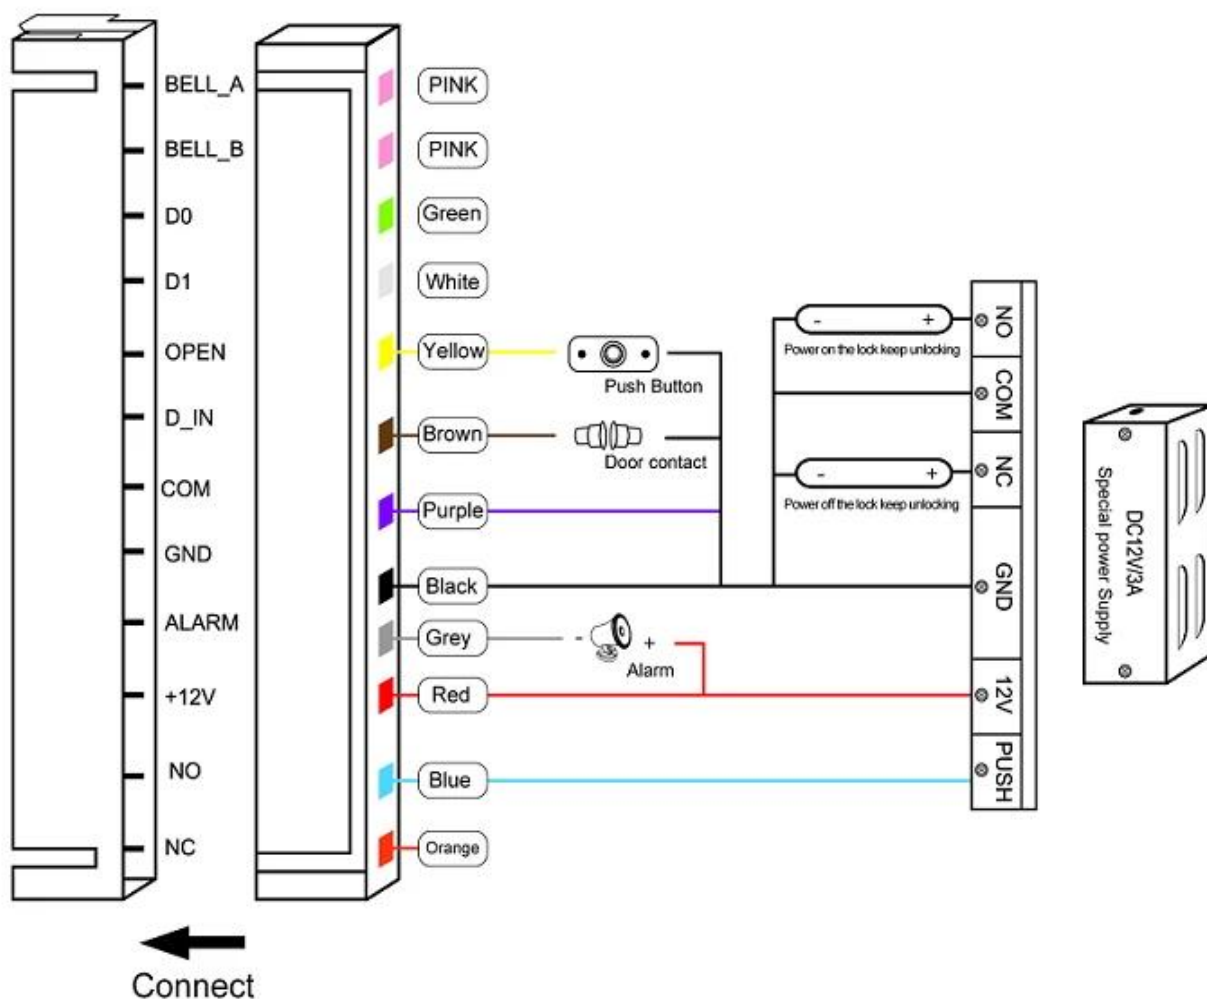 BELL_A
PINK
BELL_B
PINK
D0
Green
D1
White
OPEN
Yellow
Push Button
D_IN
Brown
Door contact
COM
Purple
GND
Black
ALARM
Grey
-
+
Alarm
+12V
Red
NO
Blue
NC
Orange
- +
Power on the lock keep unlocking
- +
Power off the lock keep unlocking
NO
COM
NC
GND
12V
PUSH
DC12V/3A
Special power Supply
Connect